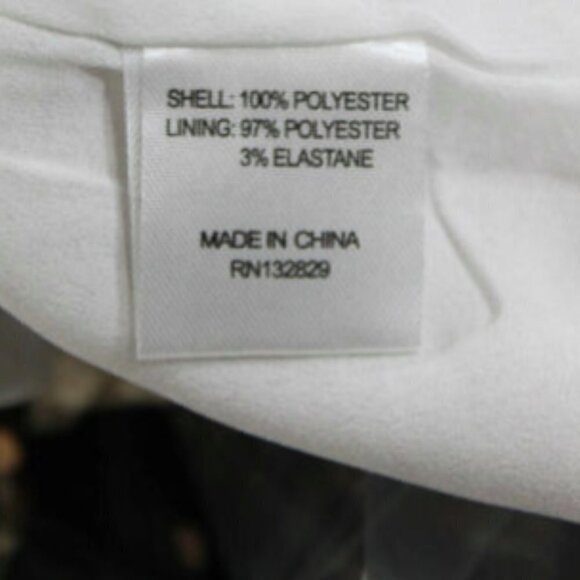 SHELL: 100% POLYESTER
LINING: 97% POLYESTER
3% ELASTANE
MADE IN CHINA
RN132829